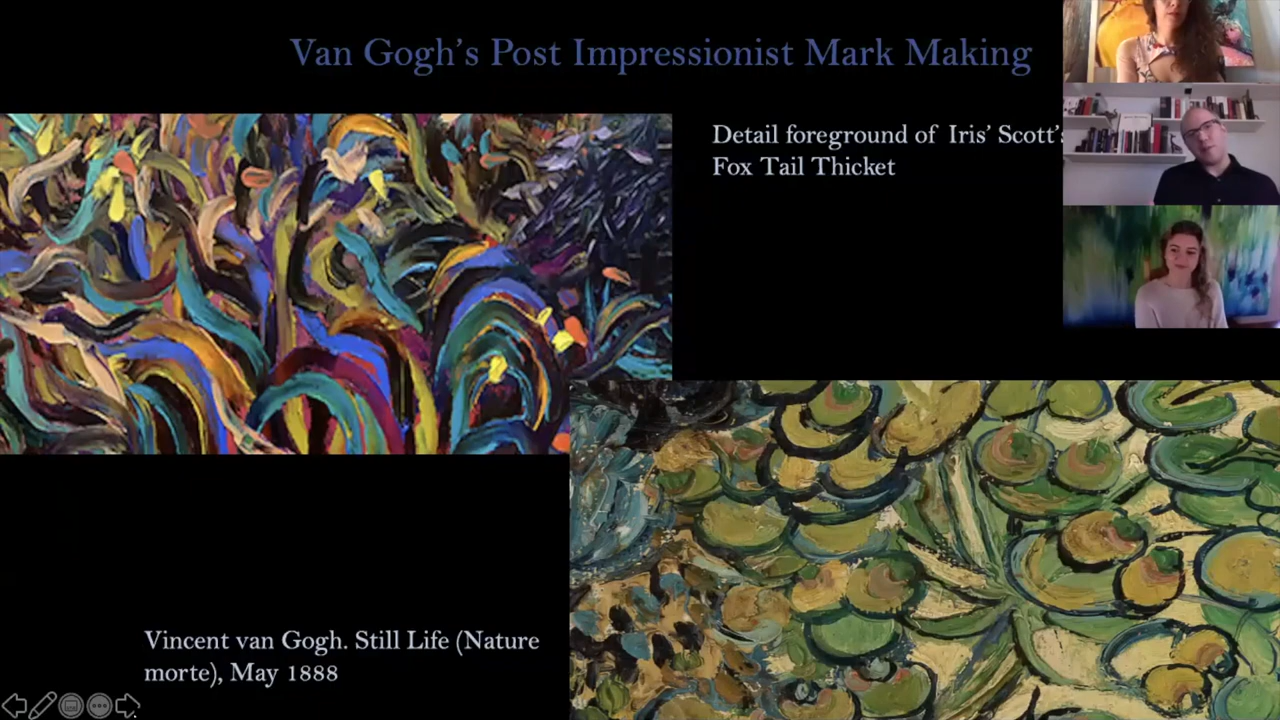 Van Gogh’s Post Impressionist Mark Making
Detail foreground of Iris’ Scott’s
Fox Tail Thicket
Vincent van Gogh. Still Life (Nature
morte), May 1888